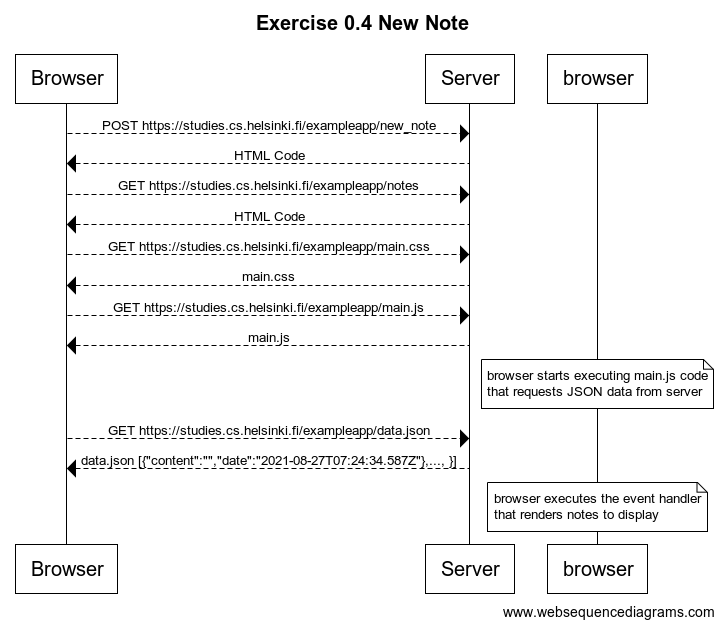 Exercise 0.4 New Note
Browser
Server
browser
POST https://studies.cs.helsinki.fi/exampleapp/new_note
HTML Code
GET https://studies.cs.helsinki.fi/exampleapp/notes
HTML Code
GET https://studies.cs.helsinki.fi/exampleapp/main.css
main.css
GET https://studies.cs.helsinki.fi/exampleapp/main.js
main.js
browser starts executing main.js code
that requests JSON data from server
GET https://studies.cs.helsinki.fi/exampleapp/data.json
data.json [{"content":"","date":"2021-08-27T07:24:34.587Z"},..., }]
browser executes the event handler
that renders notes to display
Browser
Server
browser
www.websequencediagrams.com